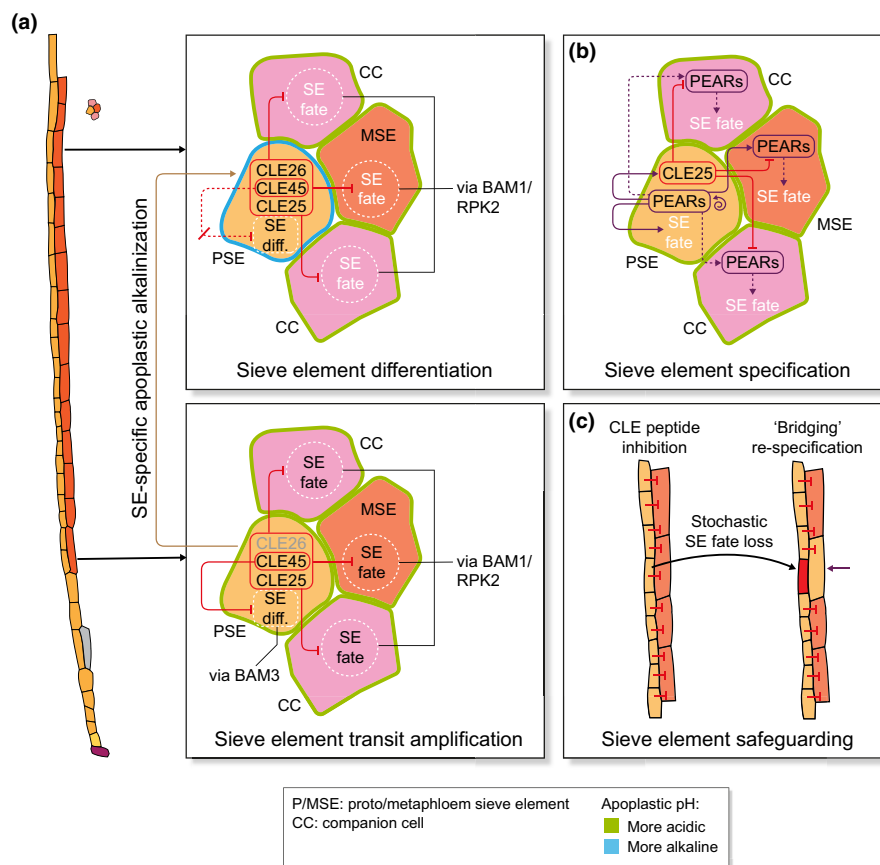 (a)
SE-specific apoplastic alkalinization
CC
SE
fate
MSE
CLE26
CLE45
CLE25
SE
diff.
SE
fate
via BAM1/
RPK2
PSE
SE
fate
CC
Sieve element differentiation
CC
SE
fate
MSE
CLE26
CLE45
CLE25
SE
diff.
SE
fate
via BAM1/
RPK2
PSE
via BAM3
SE
fate
CC
Sieve element transit amplification
(b)
PEARs
CC
SE fate
PEARs
CLE25
PEARs
SE
fate
SE fate
MSE
PSE
PEARs
SE fate
CC
Sieve element specification
(c)
CLE peptide
inhibition
'Bridging'
re-specification
Stochastic
SE fate loss
Sieve element safeguarding
P/MSE: proto/metaphloem sieve element
CC: companion cell
Apoplastic pH:
More acidic
More alkaline